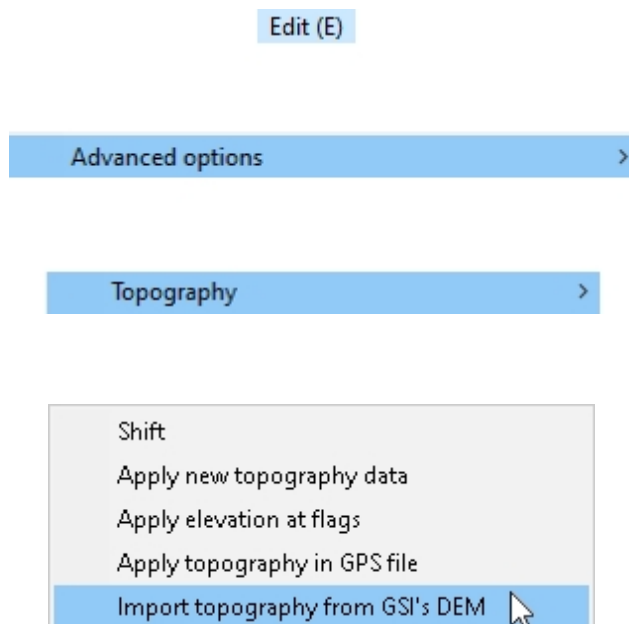 Edit (E)
Advanced options
Topography
Shift
Apply new topography data
Apply elevation at flags
Apply topography in GPS file
Import topography from GSI's DEM